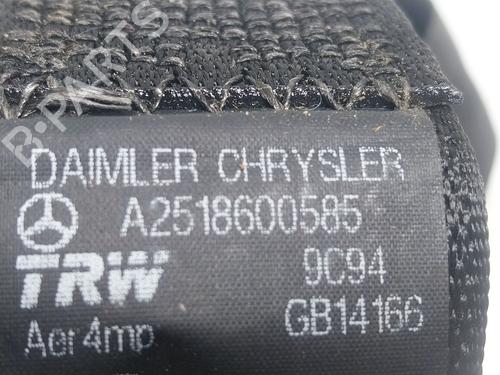 B-PARTS
DAIMLER CHRYSLER
A2518600585
TRW 9C94
Aer 4mp GB14166